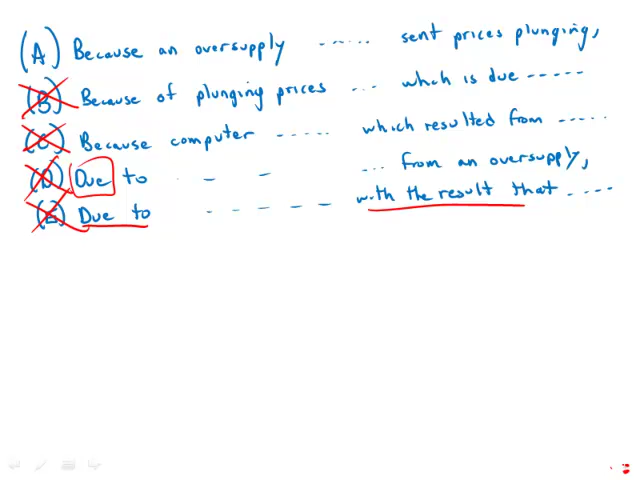 (A) Because an oversupply ...... sent prices plunging,
(B) Because of plunging prices ... which is due -----
(C) Because computer ..... which resulted from .....
(D) Due to - - - ... from an oversupply,
(E) Due to - - - - - with the result that ....